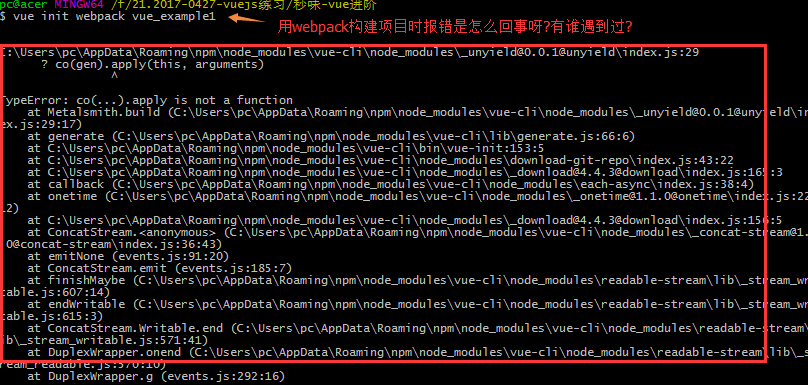 pc@acer MINGW64 /f/21.2017-0427-vuejs练习/秒味-vue进阶
$ vue init webpack vue_example1
用webpack构建项目时报错是怎么回事呀?有谁遇到过?
C:\Users\pc\AppData\Roaming\npm\node_modules\vue-cli\node_modules\_unyield@0.0.1@unyield\index.js:29
? co(gen).apply(this, arguments)
^
TypeError: co(...).apply is not a function
at Metalsmith.build (C:\Users\pc\AppData\Roaming\npm\node_modules\vue-cli\node_modules\_unyield@0.0.1@unyield\ind
ex.js:29:17)
at generate (C:\Users\pc\AppData\Roaming\npm\node_modules\vue-cli\lib\generate.js:66:6)
at C:\Users\pc\AppData\Roaming\npm\node_modules\vue-cli\bin\vue-init:153:5
at C:\Users\pc\AppData\Roaming\npm\node_modules\vue-cli\node_modules\download-git-repo\index.js:43:22
at C:\Users\pc\AppData\Roaming\npm\node_modules\vue-cli\node_modules\_download@4.4.3@download\index.js:165:3
at callback (C:\Users\pc\AppData\Roaming\npm\node_modules\vue-cli\node_modules\each-async\index.js:38:4)
at onetime (C:\Users\pc\AppData\Roaming\npm\node_modules\vue-cli\node_modules\_onetime@1.1.0@onetime\index.js:22
12)
at C:\Users\pc\AppData\Roaming\npm\node_modules\vue-cli\node_modules\_download@4.4.3@download\index.js:156:5
at ConcatStream.<anonymous> (C:\Users\pc\AppData\Roaming\npm\node_modules\vue-cli\node_modules\_concat-stream@1.
0@concat-stream\index.js:36:43)
at emitNone (events.js:91:20)
at ConcatStream.emit (events.js:185:7)
at finishMaybe (C:\Users\pc\AppData\Roaming\npm\node_modules\vue-cli\node_modules\readable-stream\lib\_stream_wr
table.js:607:14)
at endWritable (C:\Users\pc\AppData\Roaming\npm\node_modules\vue-cli\node_modules\readable-stream\lib\_stream_wr
table.js:615:3)
at ConcatStream.Writable.end (C:\Users\pc\AppData\Roaming\npm\node_modules\vue-cli\node_modules\readable-stream\
lib\_stream_writable.js:571:41)
at DuplexWrapper.onend (C:\Users\pc\AppData\Roaming\npm\node_modules\vue-cli\node_modules\readable-stream\lib\_s
ream_readable.js:570:10)
at DuplexWrapper.g (events.js:292:16)